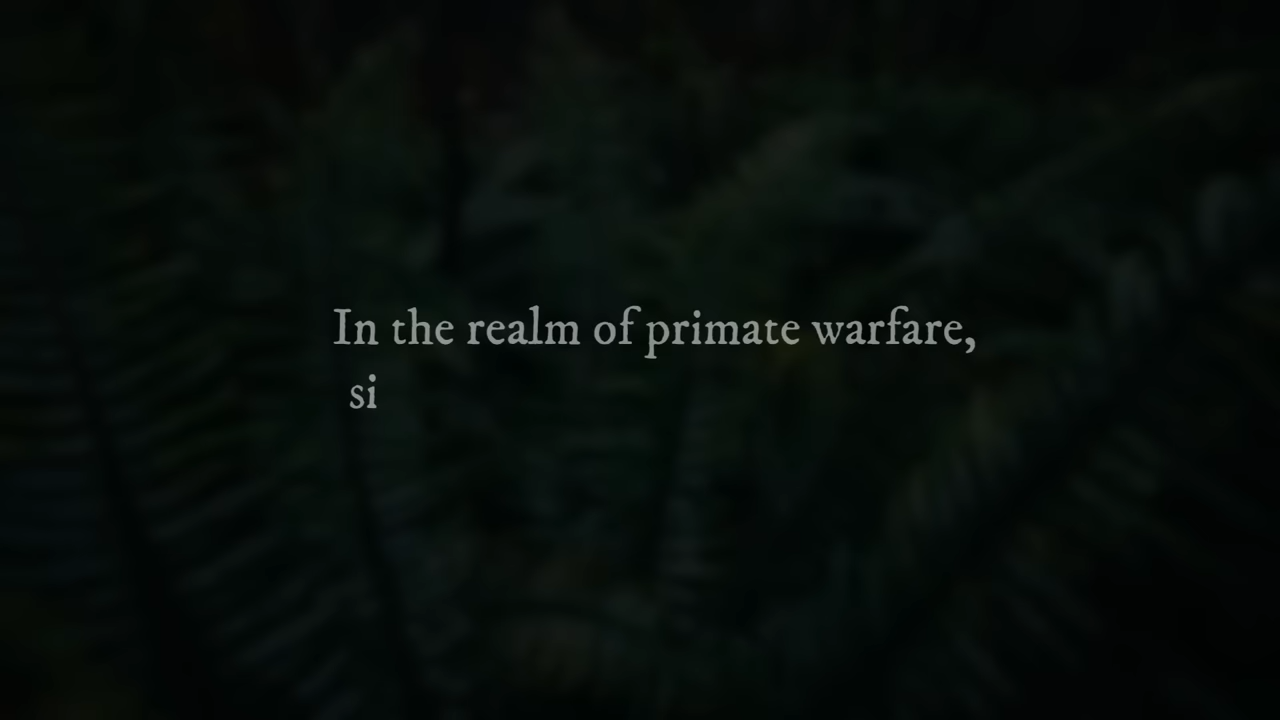 In the realm of primate warfare,
si